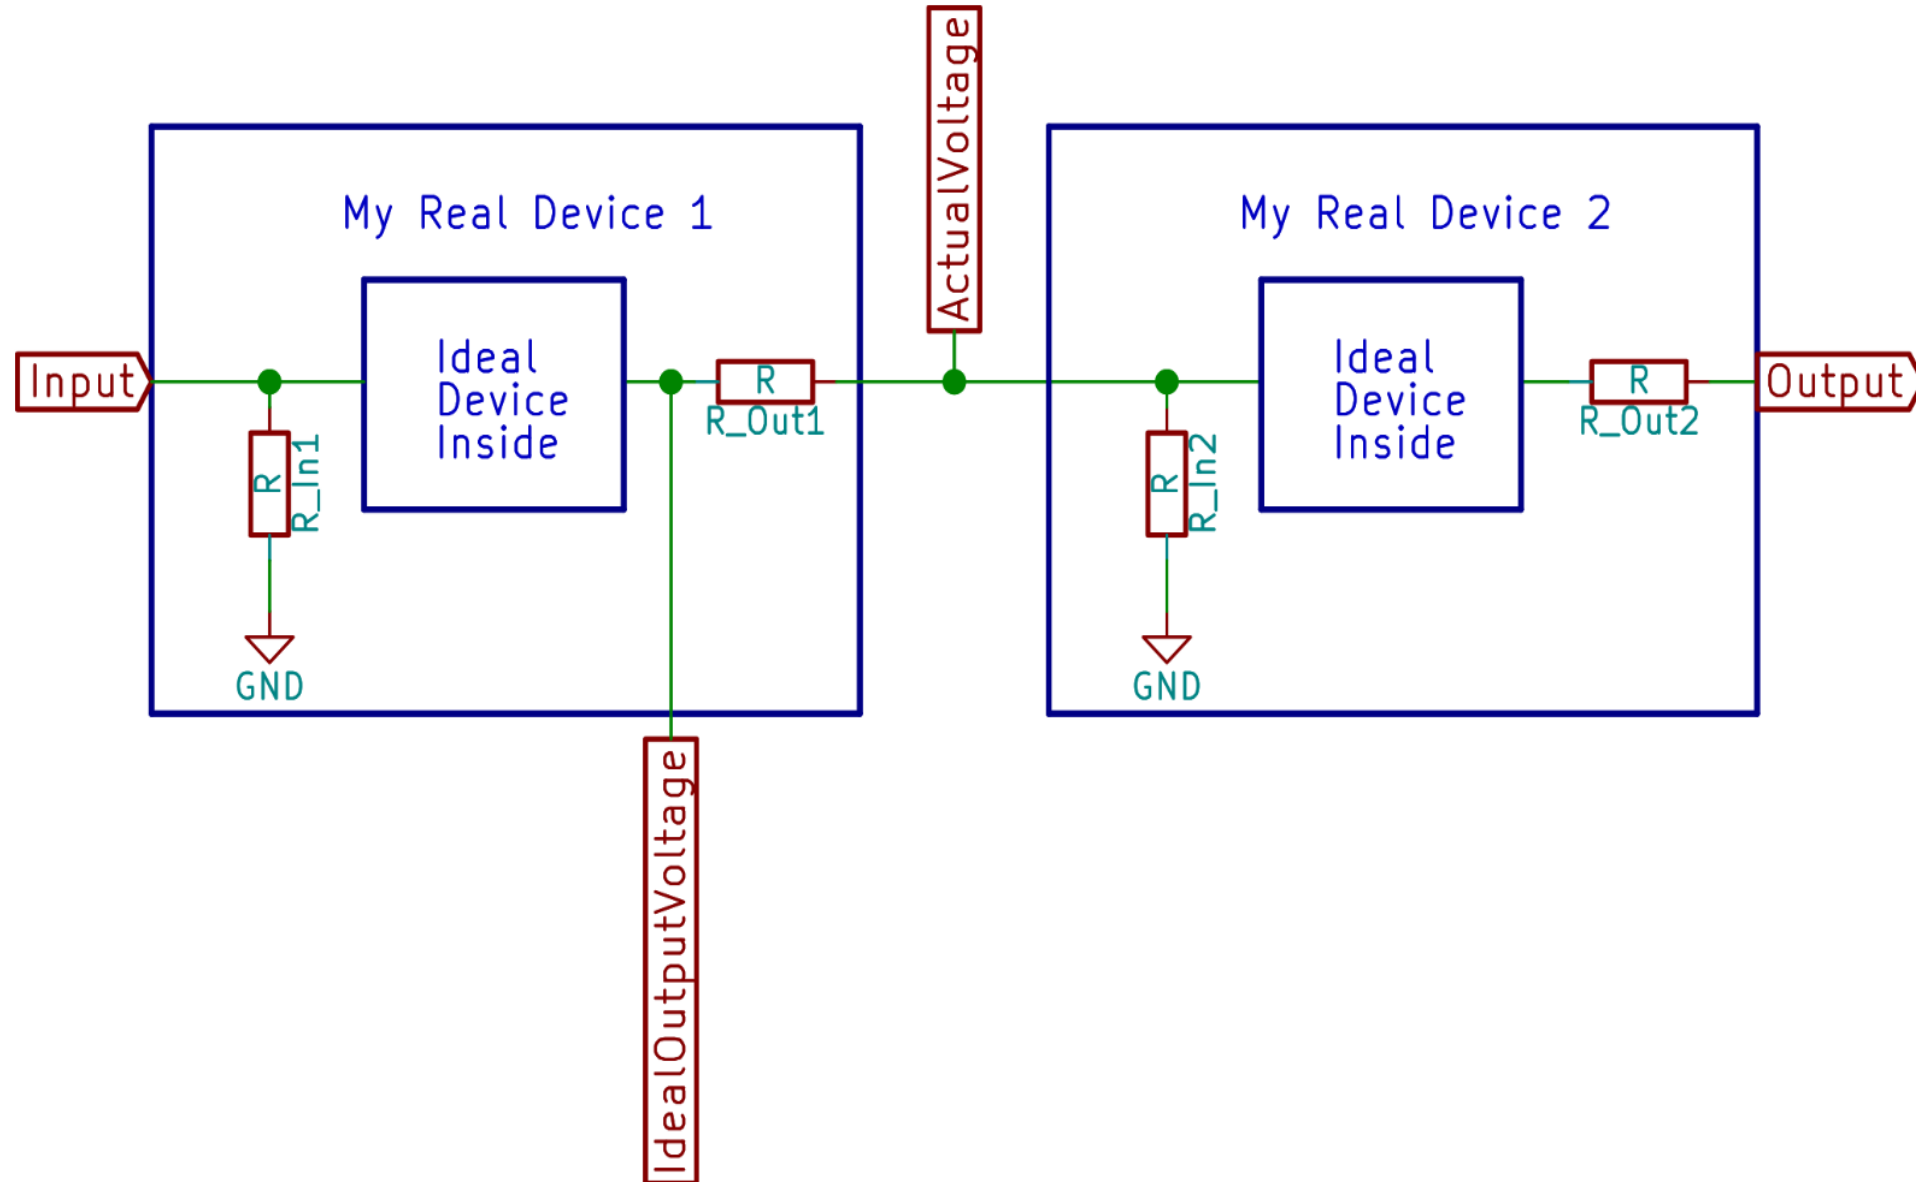 ActualVoltage
My Real Device 1
My Real Device 2
Input
Ideal
Device
Inside
R
R_Out1
Ideal
Device
Inside
R
R_Out2
Output
R
R_In1
R
R_In2
GND
GND
IdealOutputVoltage